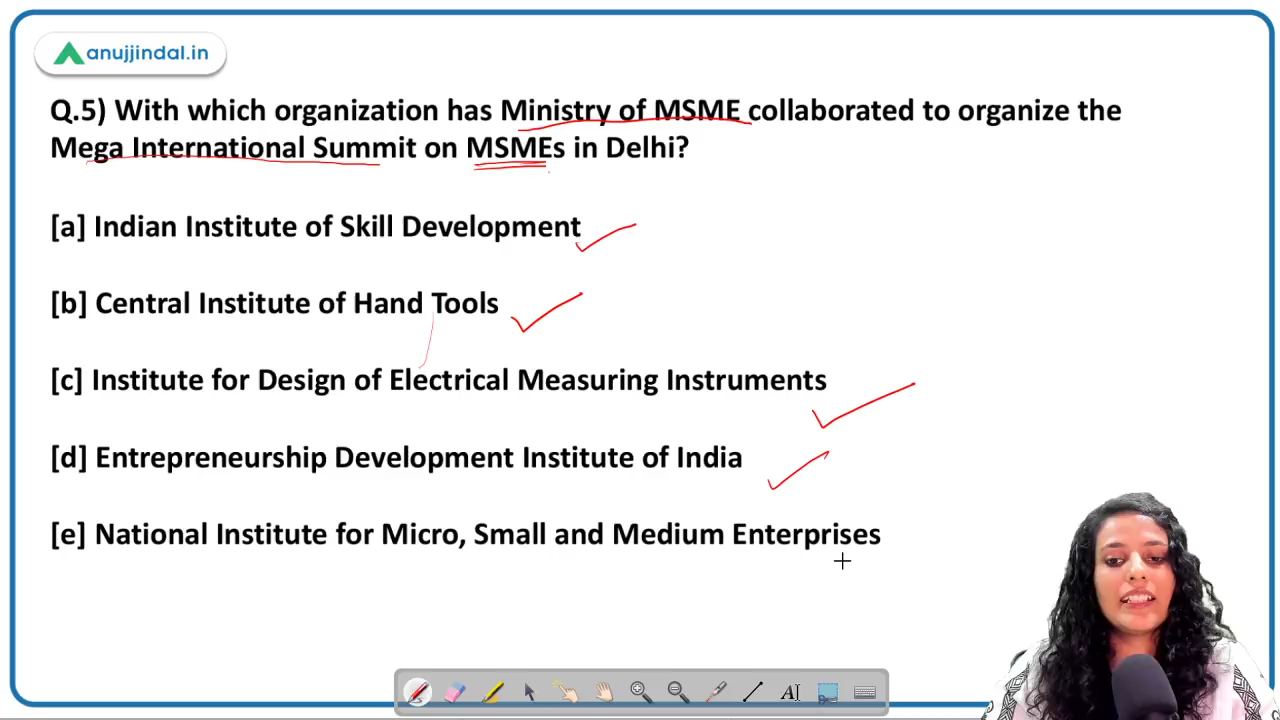 anujjindal.in
Q.5) With which organization has Ministry of MSME collaborated to organize the
Mega International Summit on MSMEs in Delhi?
[a] Indian Institute of Skill Development
[b] Central Institute of Hand Tools
[c] Institute for Design of Electrical Measuring Instruments
[d] Entrepreneurship Development Institute of India
[e] National Institute for Micro, Small and Medium Enterprises
AI